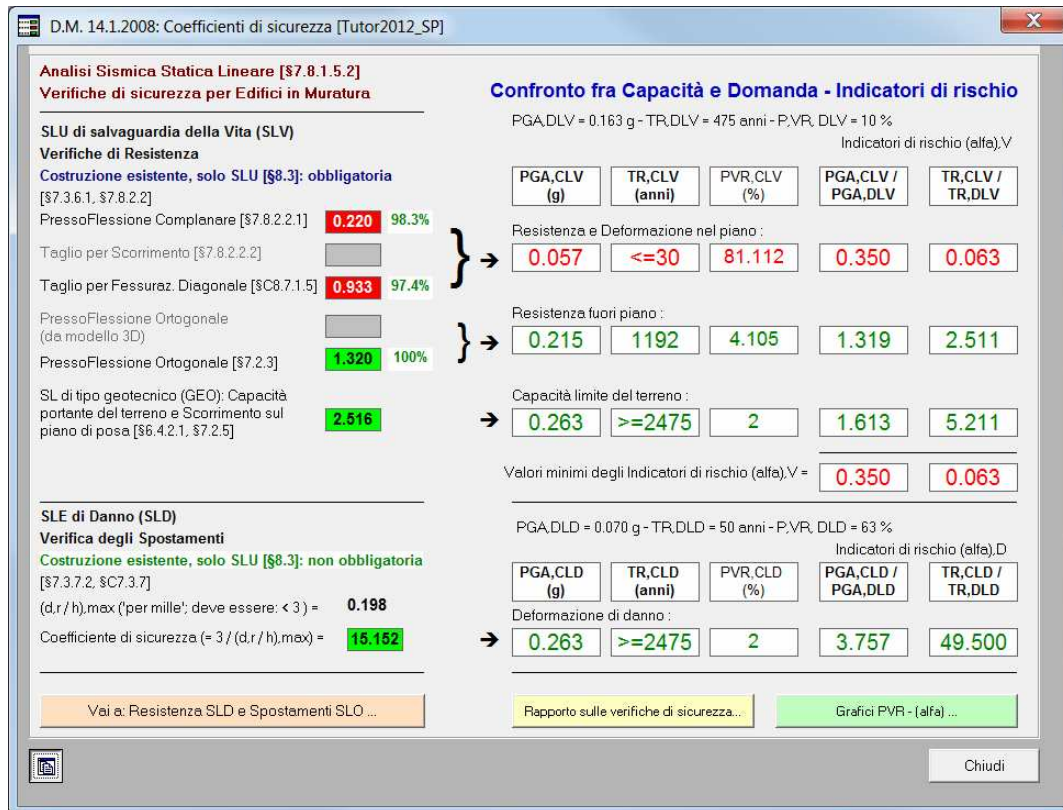 D.M. 14.1.2008: Coefficienti di sicurezza [Tutor2012_SP]
Analisi Sismica Statica Lineare [§7.8.1.5.2]
Verifiche di sicurezza per Edifici in Muratura
SLU di salvaguardia della Vita (SLV)
Verifiche di Resistenza
Costruzione esistente, solo SLU [§8.3]: obbligatoria
[§7.3.6.1, §7.8.2.2]
PressoFlessione Complanare [§7.8.2.2.1] 0.220 98.3%
Taglio per Scorrimento [§7.8.2.2.2]
Taglio per Fessuraz. Diagonale [§C8.7.1.5] 0.933 97.4%
PressoFlessione Ortogonale
(da modello 3D)
PressoFlessione Ortogonale [§7.2.3] 1.320 100%
SL di tipo geotecnico (GEO): Capacità
portante del terreno e Scorrimento sul
piano di posa [§6.4.2.1, §7.2.5]
2.516
Confronto fra Capacità e Domanda - Indicatori di rischio
PGA,DLV = 0.163 g - TR,DLV = 475 anni - P,VR, DLV = 10 %
Indicatori di rischio (alfa),V
PGA,CLV (g) TR,CLV (anni) PVR,CLV (%) PGA,CLV / PGA,DLV TR,CLV / TR,DLV
Resistenza e Deformazione nel piano :
0.057 <=30 81.112 0.350 0.063
Resistenza fuori piano :
0.215 1192 4.105 1.319 2.511
Capacità limite del terreno :
0.263 >=2475 2 1.613 5.211
Valori minimi degli Indicatori di rischio (alfa),V = 0.350 0.063
SLE di Danno (SLD)
Verifica degli Spostamenti
Costruzione esistente, solo SLU [§8.3]: non obbligatoria
[§7.3.7.2, §C7.3.7]
(d,r / h),max ('per mille'; deve essere: < 3 ) = 0.198
Coefficiente di sicurezza (= 3 / (d,r / h),max) = 15.152
PGA,DLD = 0.070 g - TR,DLD = 50 anni - P,VR, DLD = 63 %
Indicatori di rischio (alfa),D
PGA,CLD (g) TR,CLD (anni) PVR,CLD (%) PGA,CLD / PGA,DLD TR,CLD / TR,DLD
Deformazione di danno :
0.263 >=2475 2 3.757 49.500
Vai a: Resistenza SLD e Spostamenti SLO ...
Rapporto sulle verifiche di sicurezza...
Grafici PVR - (alfa) ...
Chiudi